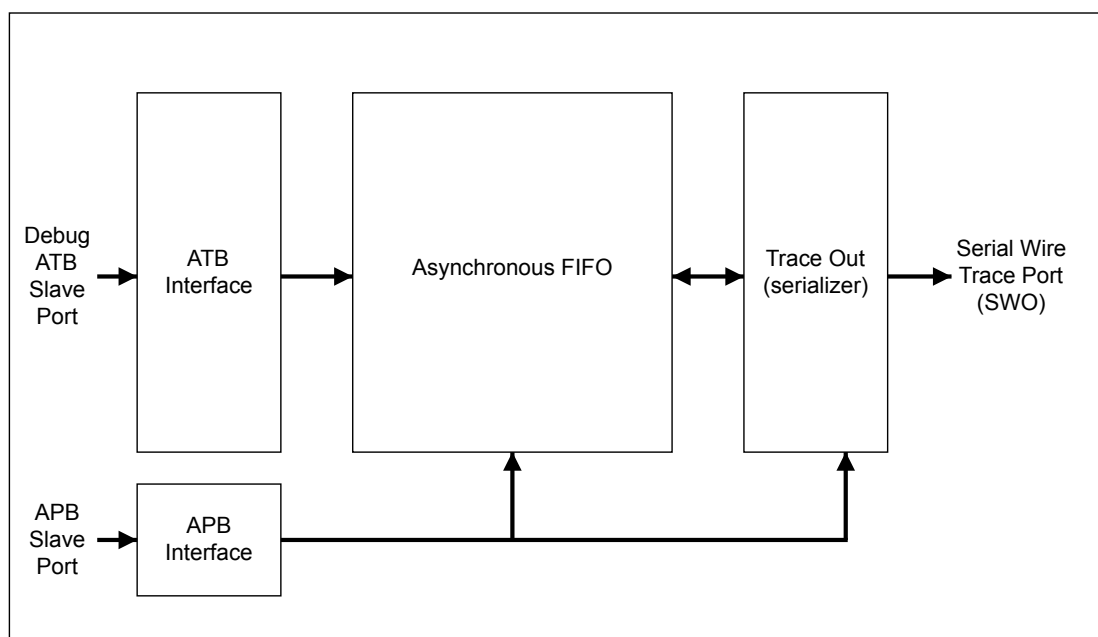 Debug
ATB
Slave
Port
ATB
Interface
Asynchronous FIFO
Trace Out
(serializer)
Serial Wire
Trace Port
(SWO)
APB
Slave
Port
APB
Interface